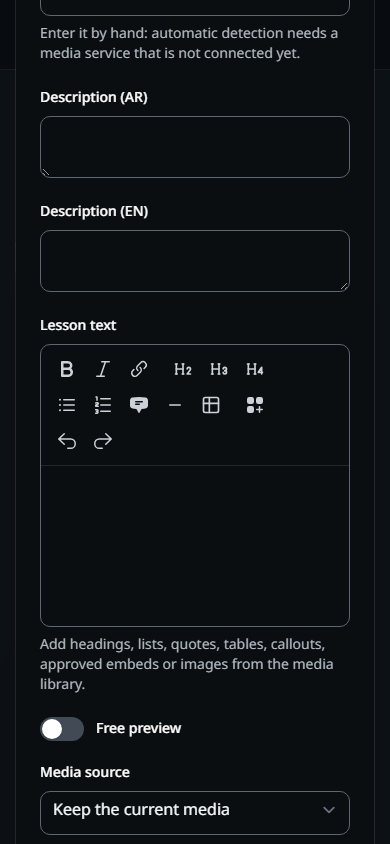 Enter it by hand: automatic detection needs a
media service that is not connected yet.
Description (AR)
Description (EN)
Lesson text
B I H2 H3 H4
Add headings, lists, quotes, tables, callouts,
approved embeds or images from the media
library.
Free preview
Media source
Keep the current media